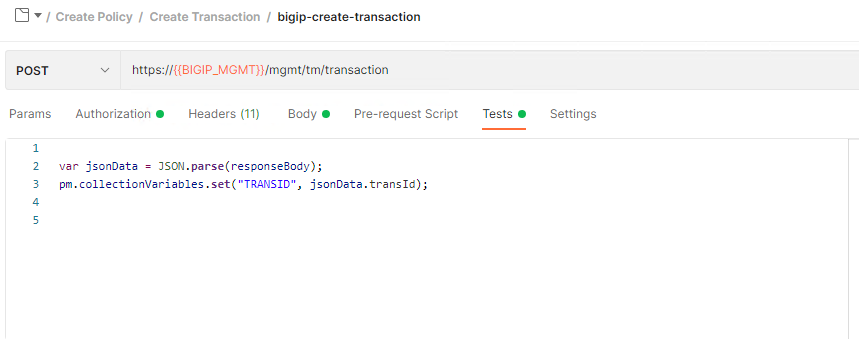 / Create Policy / Create Transaction / bigip-create-transaction
POST https://{{BIGIP_MGMT}}/mgmt/tm/transaction
Params Authorization Headers (11) Body Pre-request Script Tests Settings
1
2 var jsonData = JSON.parse(responseBody);
3 pm.collectionVariables.set("TRANSID", jsonData.transId);
4
5